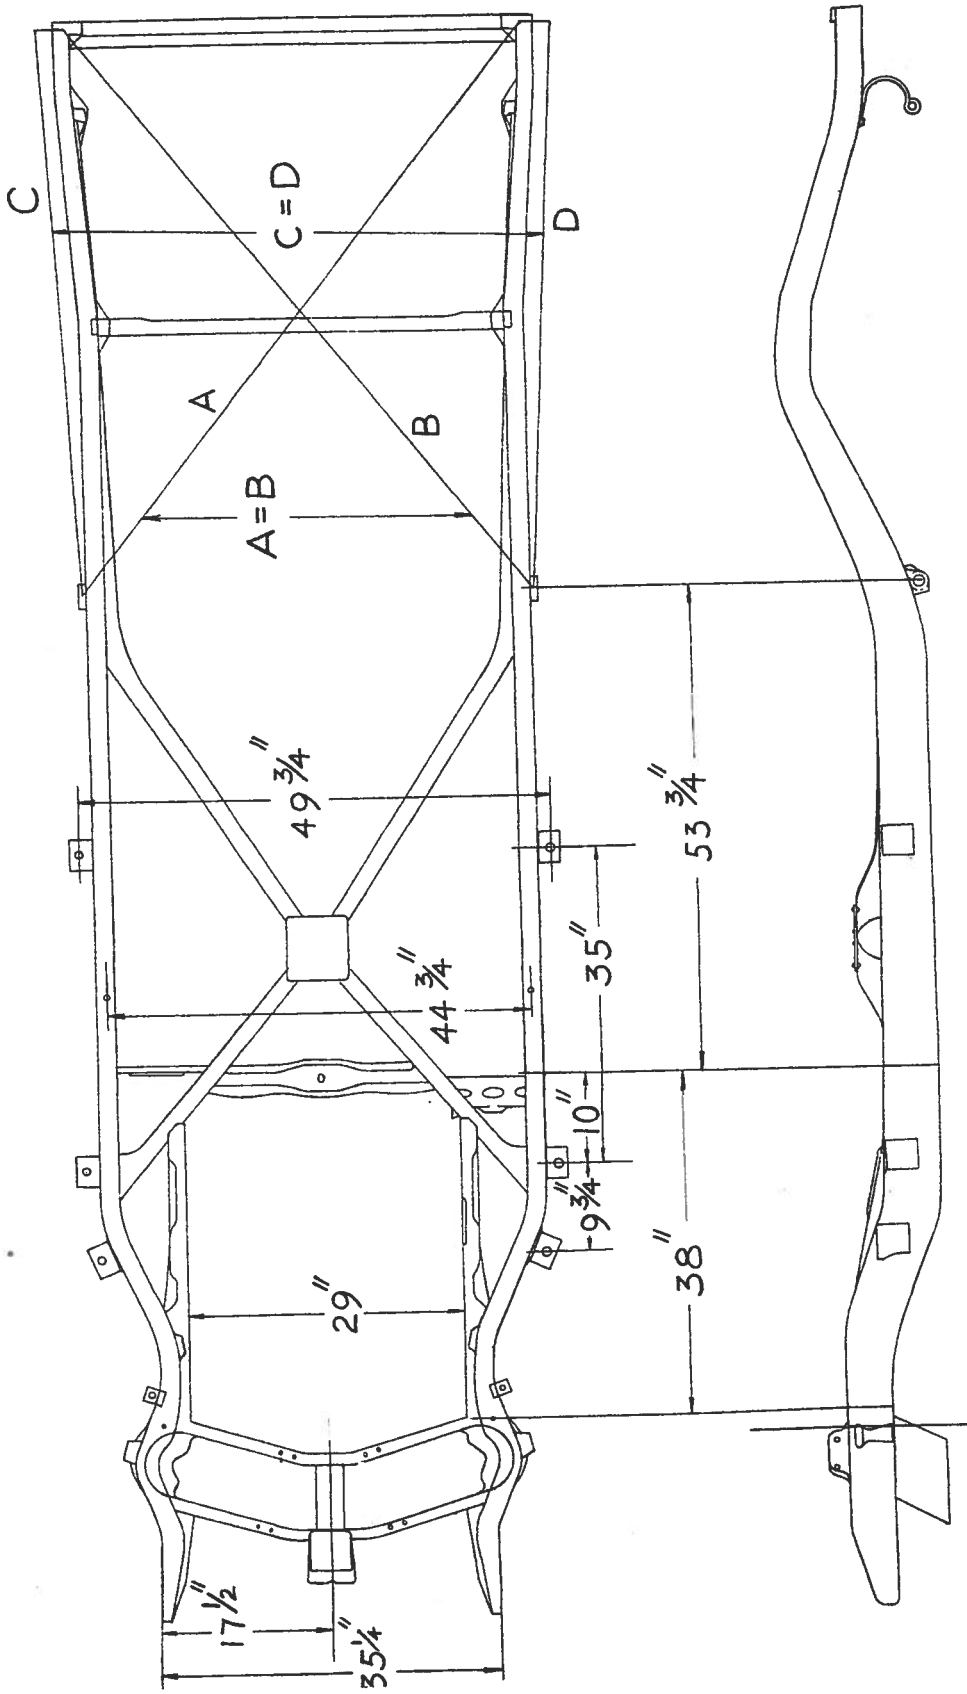 C
C = D
D
A
B
A = B
49 3/4"
53 3/4"
44 3/4"
35"
10"
9 3/4"
38"
29"
17 1/2"
35 1/4"